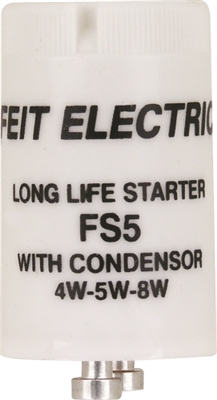 FEIT ELECTRIC
LONG LIFE STARTER
FS5
WITH CONDENSOR
4W-5W-8W